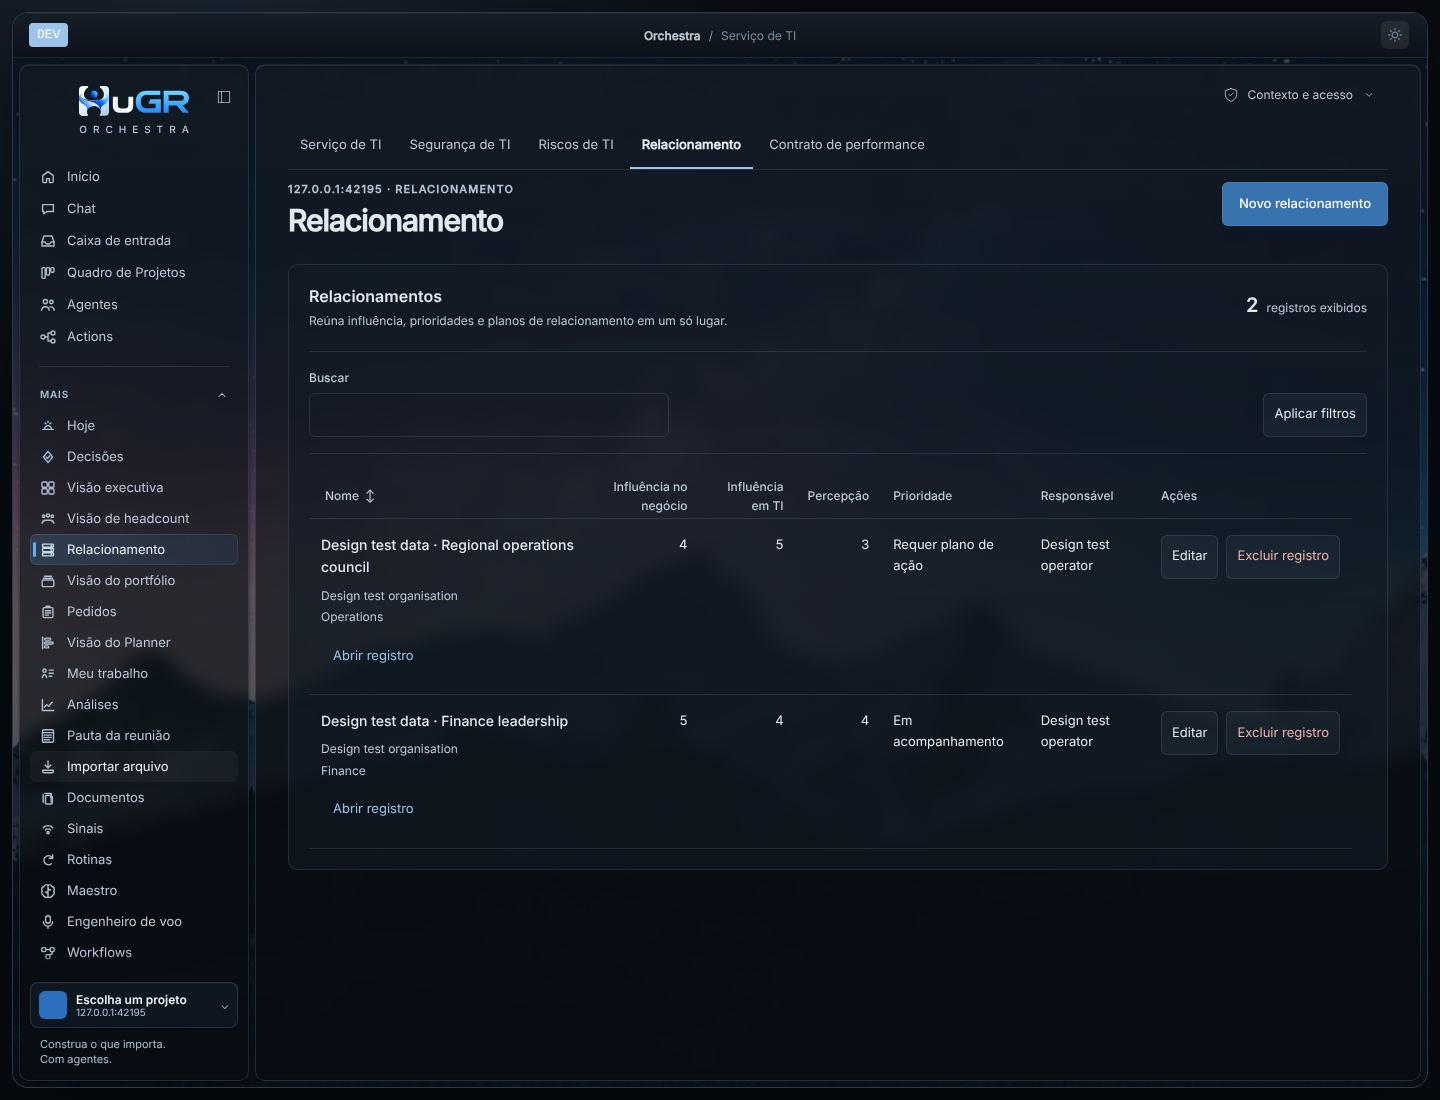 DEV
Orchestra / Serviço de TI
HuGR
ORCHESTRA
Início
Chat
Caixa de entrada
Quadro de Projetos
Agentes
Actions
MAIS
Hoje
Decisões
Visão executiva
Visão de headcount
Relacionamento
Visão do portfólio
Pedidos
Visão do Planner
Meu trabalho
Análises
Pauta da reunião
Importar arquivo
Documentos
Sinais
Rotinas
Maestro
Engenheiro de voo
Workflows
Escolha um projeto
127.0.0.1:42195
Construa o que importa.
Com agentes.
Contexto e acesso
Serviço de TI Segurança de TI Riscos de TI Relacionamento Contrato de performance
127.0.0.1:42195 · RELACIONAMENTO
Relacionamento
Novo relacionamento
Relacionamentos
Reúna influência, prioridades e planos de relacionamento em um só lugar.
2 registros exibidos
Buscar
Aplicar filtros
Nome
Influência no
negócio
Influência
em TI
Percepção
Prioridade
Responsável
Ações
Design test data · Regional operations
council
Design test organisation
Operations
Abrir registro
4
5
3
Requer plano de
ação
Design test
operator
Editar
Excluir registro
Design test data · Finance leadership
Design test organisation
Finance
Abrir registro
5
4
4
Em
acompanhamento
Design test
operator
Editar
Excluir registro